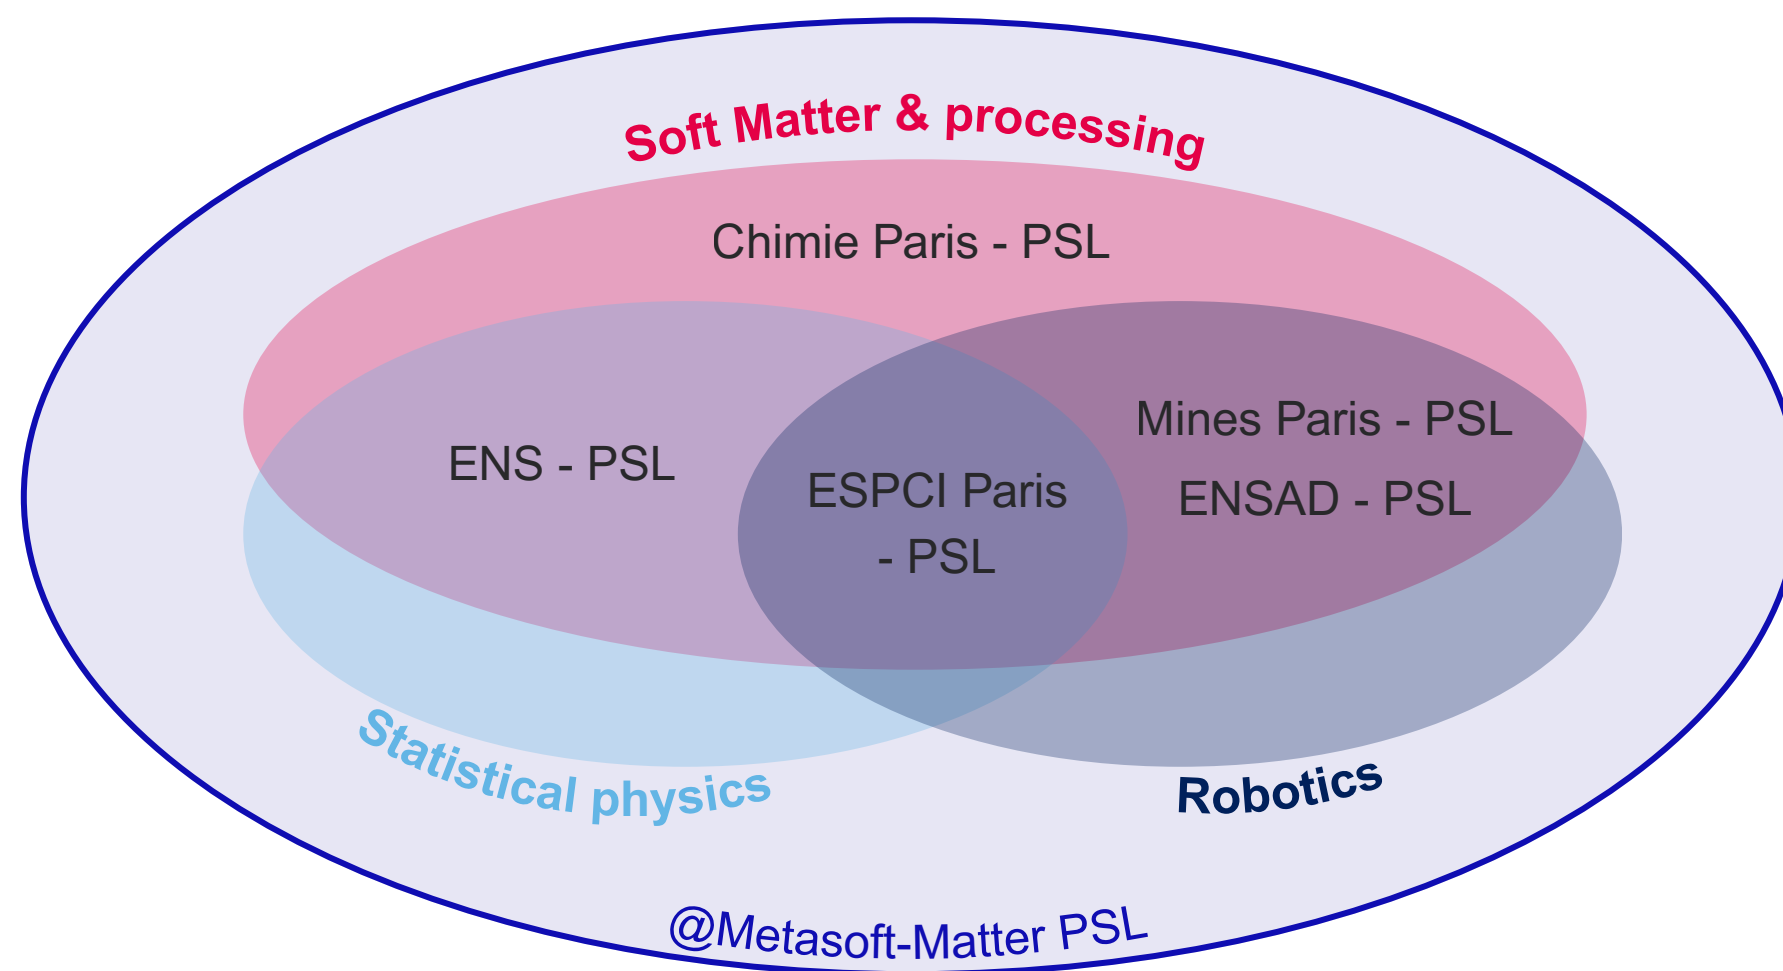 Soft Matter & processing
Chimie Paris - PSL
Mines Paris - PSL
ENS - PSL
ESPCI Paris
- PSL
ENSAD - PSL
Statistical physics
Robotics
@Metasoft-Matter PSL